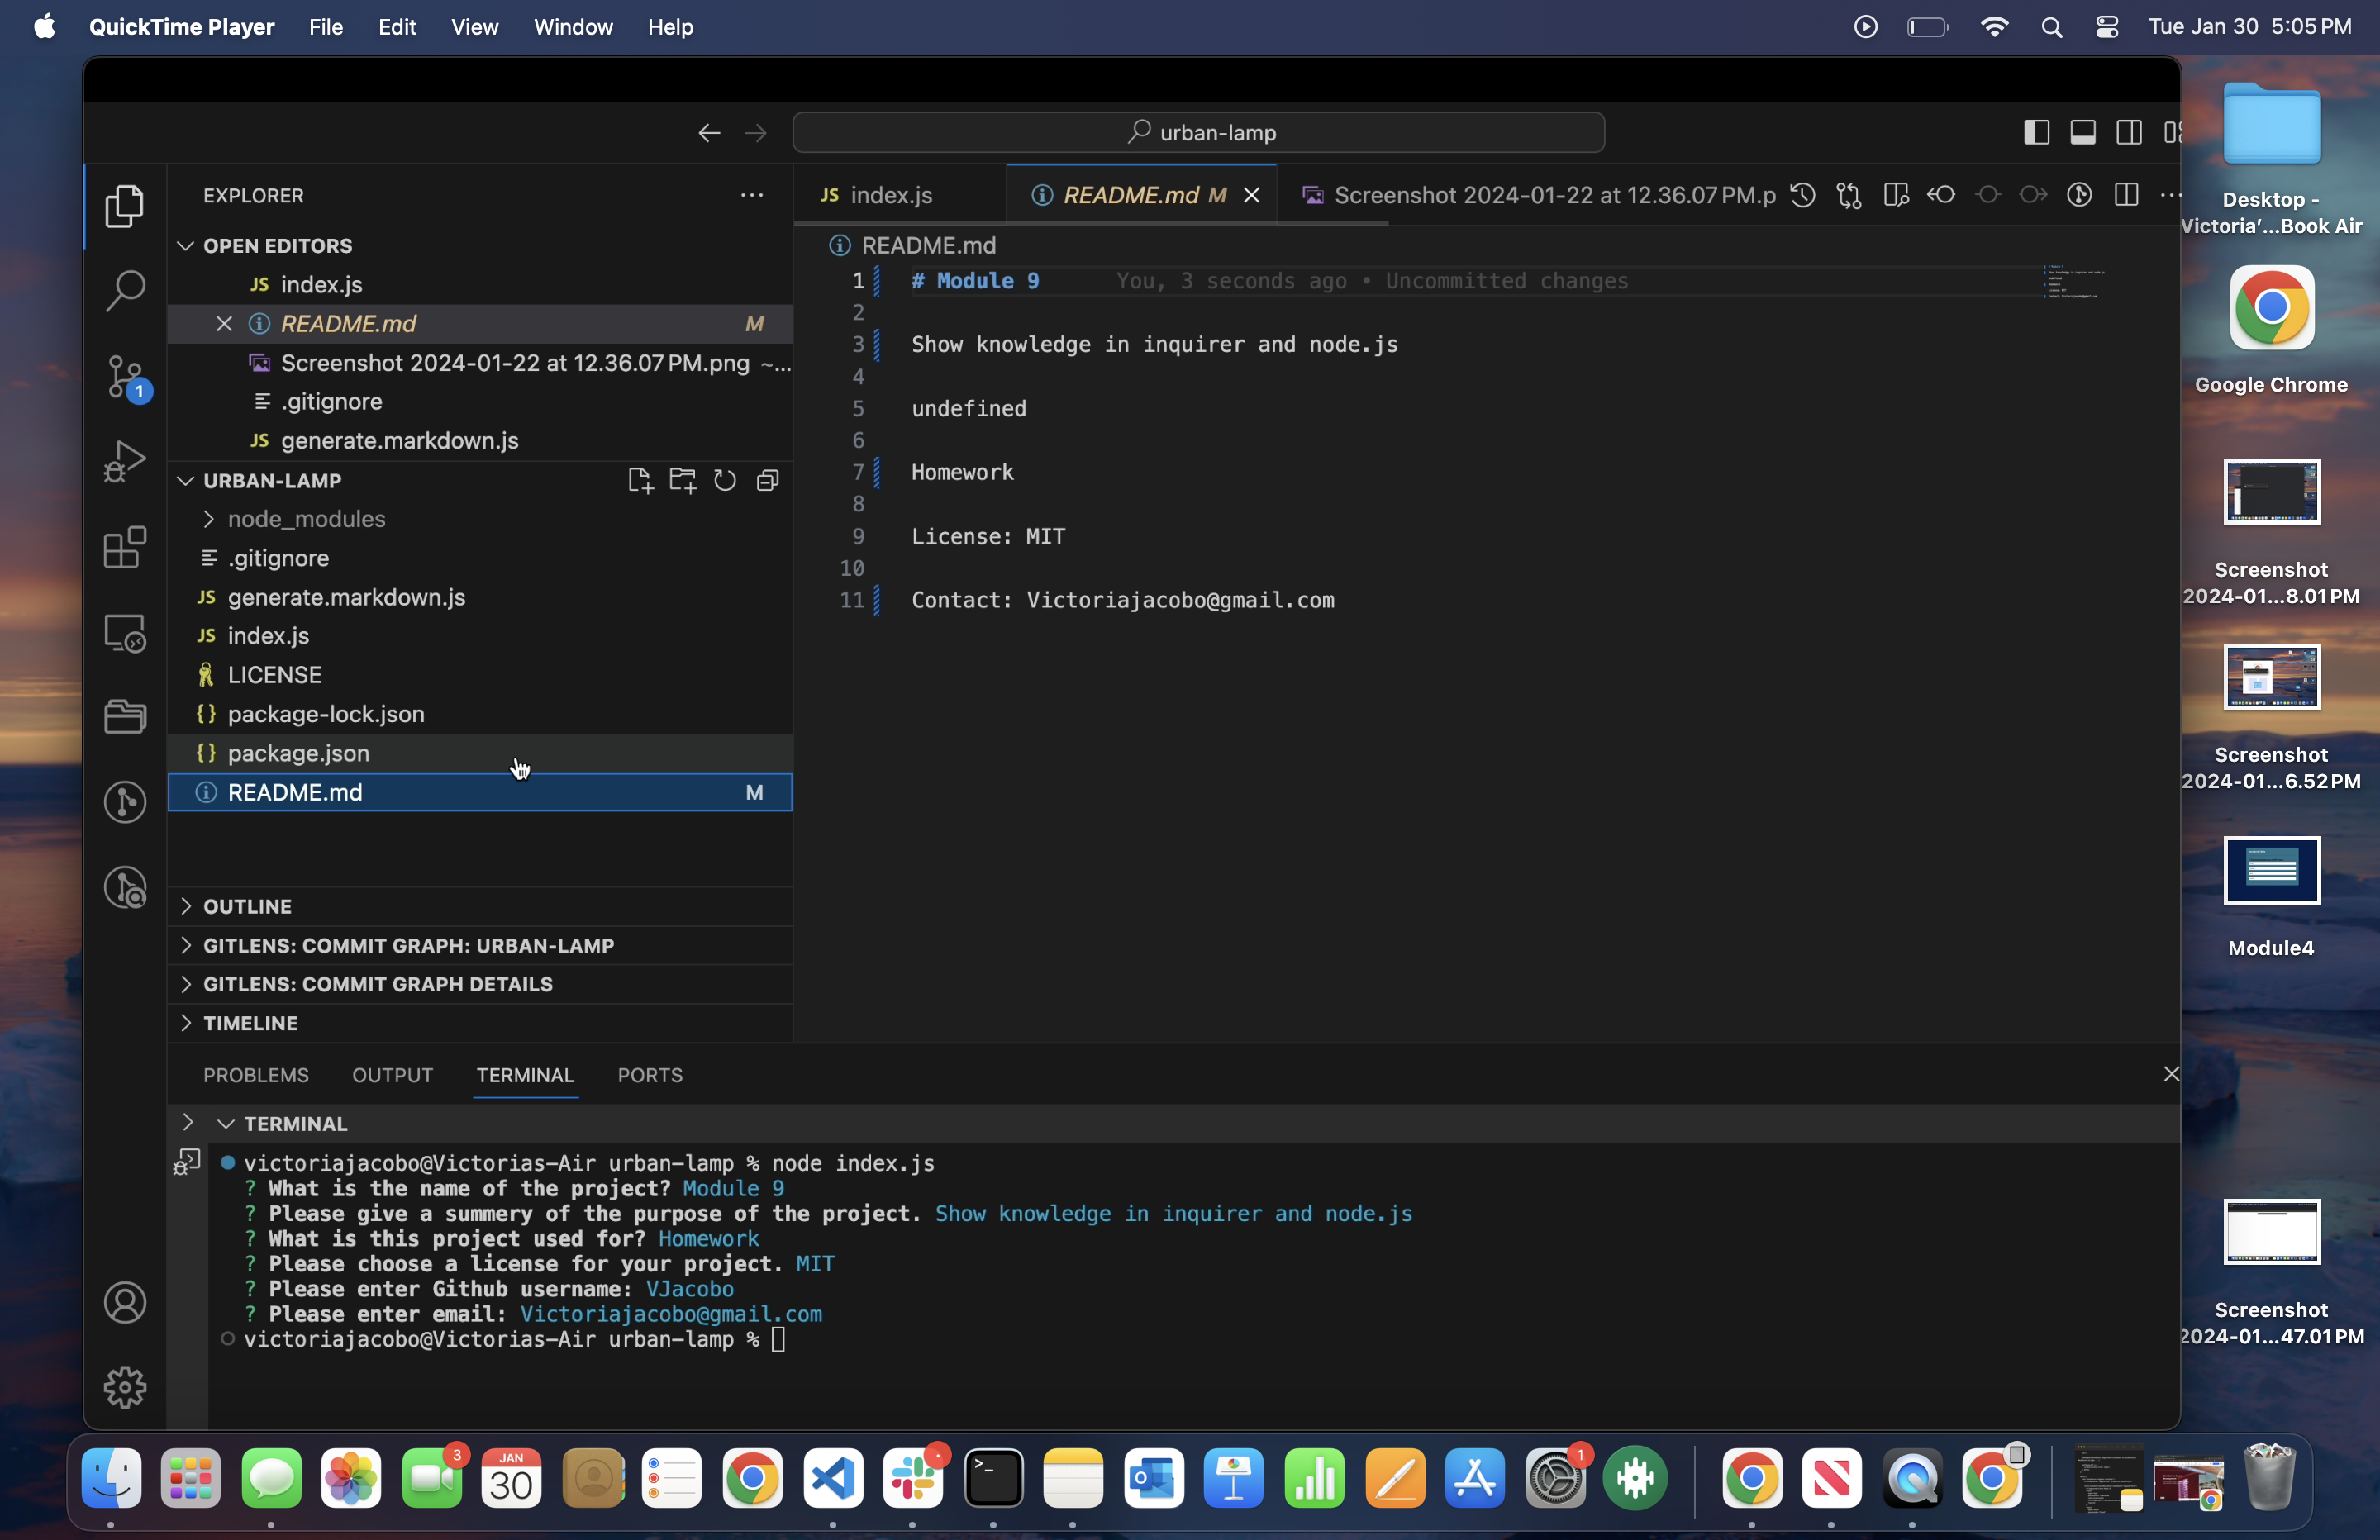 QuickTime Player File Edit View Window Help Tue Jan 30 5:05 PM
urban-lamp
EXPLORER
OPEN EDITORS
JS index.js
README.md M
Screenshot 2024-01-22 at 12.36.07 PM.png ~...
.gitignore
JS generate.markdown.js
1
URBAN-LAMP
node_modules
.gitignore
JS generate.markdown.js
JS index.js
LICENSE
{} package-lock.json
{} package.json
README.md M
OUTLINE
GITLENS: COMMIT GRAPH: URBAN-LAMP
GITLENS: COMMIT GRAPH DETAILS
TIMELINE
JS index.js README.md M Screenshot 2024-01-22 at 12.36.07 PM.p
README.md
1 # Module 9 You, 3 seconds ago • Uncommitted changes
2
3 Show knowledge in inquirer and node.js
4
5 undefined
6
7 Homework
8
9 License: MIT
10
11 Contact: Victoriajacobo@gmail.com
PROBLEMS OUTPUT TERMINAL PORTS
TERMINAL
victoriajacobo@Victorias-Air urban-lamp % node index.js
? What is the name of the project? Module 9
? Please give a summery of the purpose of the project. Show knowledge in inquirer and node.js
? What is this project used for? Homework
? Please choose a license for your project. MIT
? Please enter Github username: VJacobo
? Please enter email: Victoriajacobo@gmail.com
victoriajacobo@Victorias-Air urban-lamp %
Desktop -
Victoria'...Book Air
Google Chrome
Screenshot
2024-01...8.01 PM
Screenshot
2024-01...6.52 PM
Module4
Screenshot
2024-01...47.01 PM
3
JAN
30
1